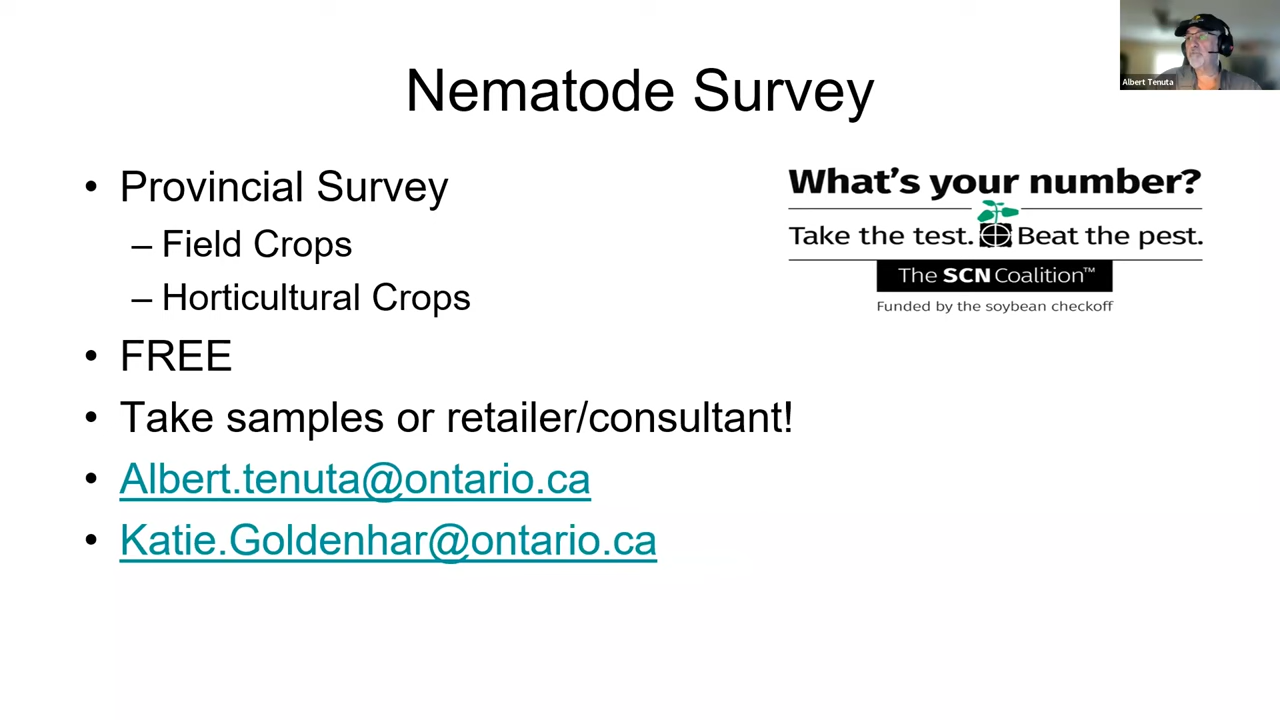 Nematode Survey
• Provincial Survey
– Field Crops
– Horticultural Crops
• FREE
• Take samples or retailer/consultant!
• Albert.tenuta@ontario.ca
• Katie.Goldenhar@ontario.ca
What's your number?
Take the test. Beat the pest.
The SCN Coalition™
Funded by the soybean checkoff
Albert Tenuta